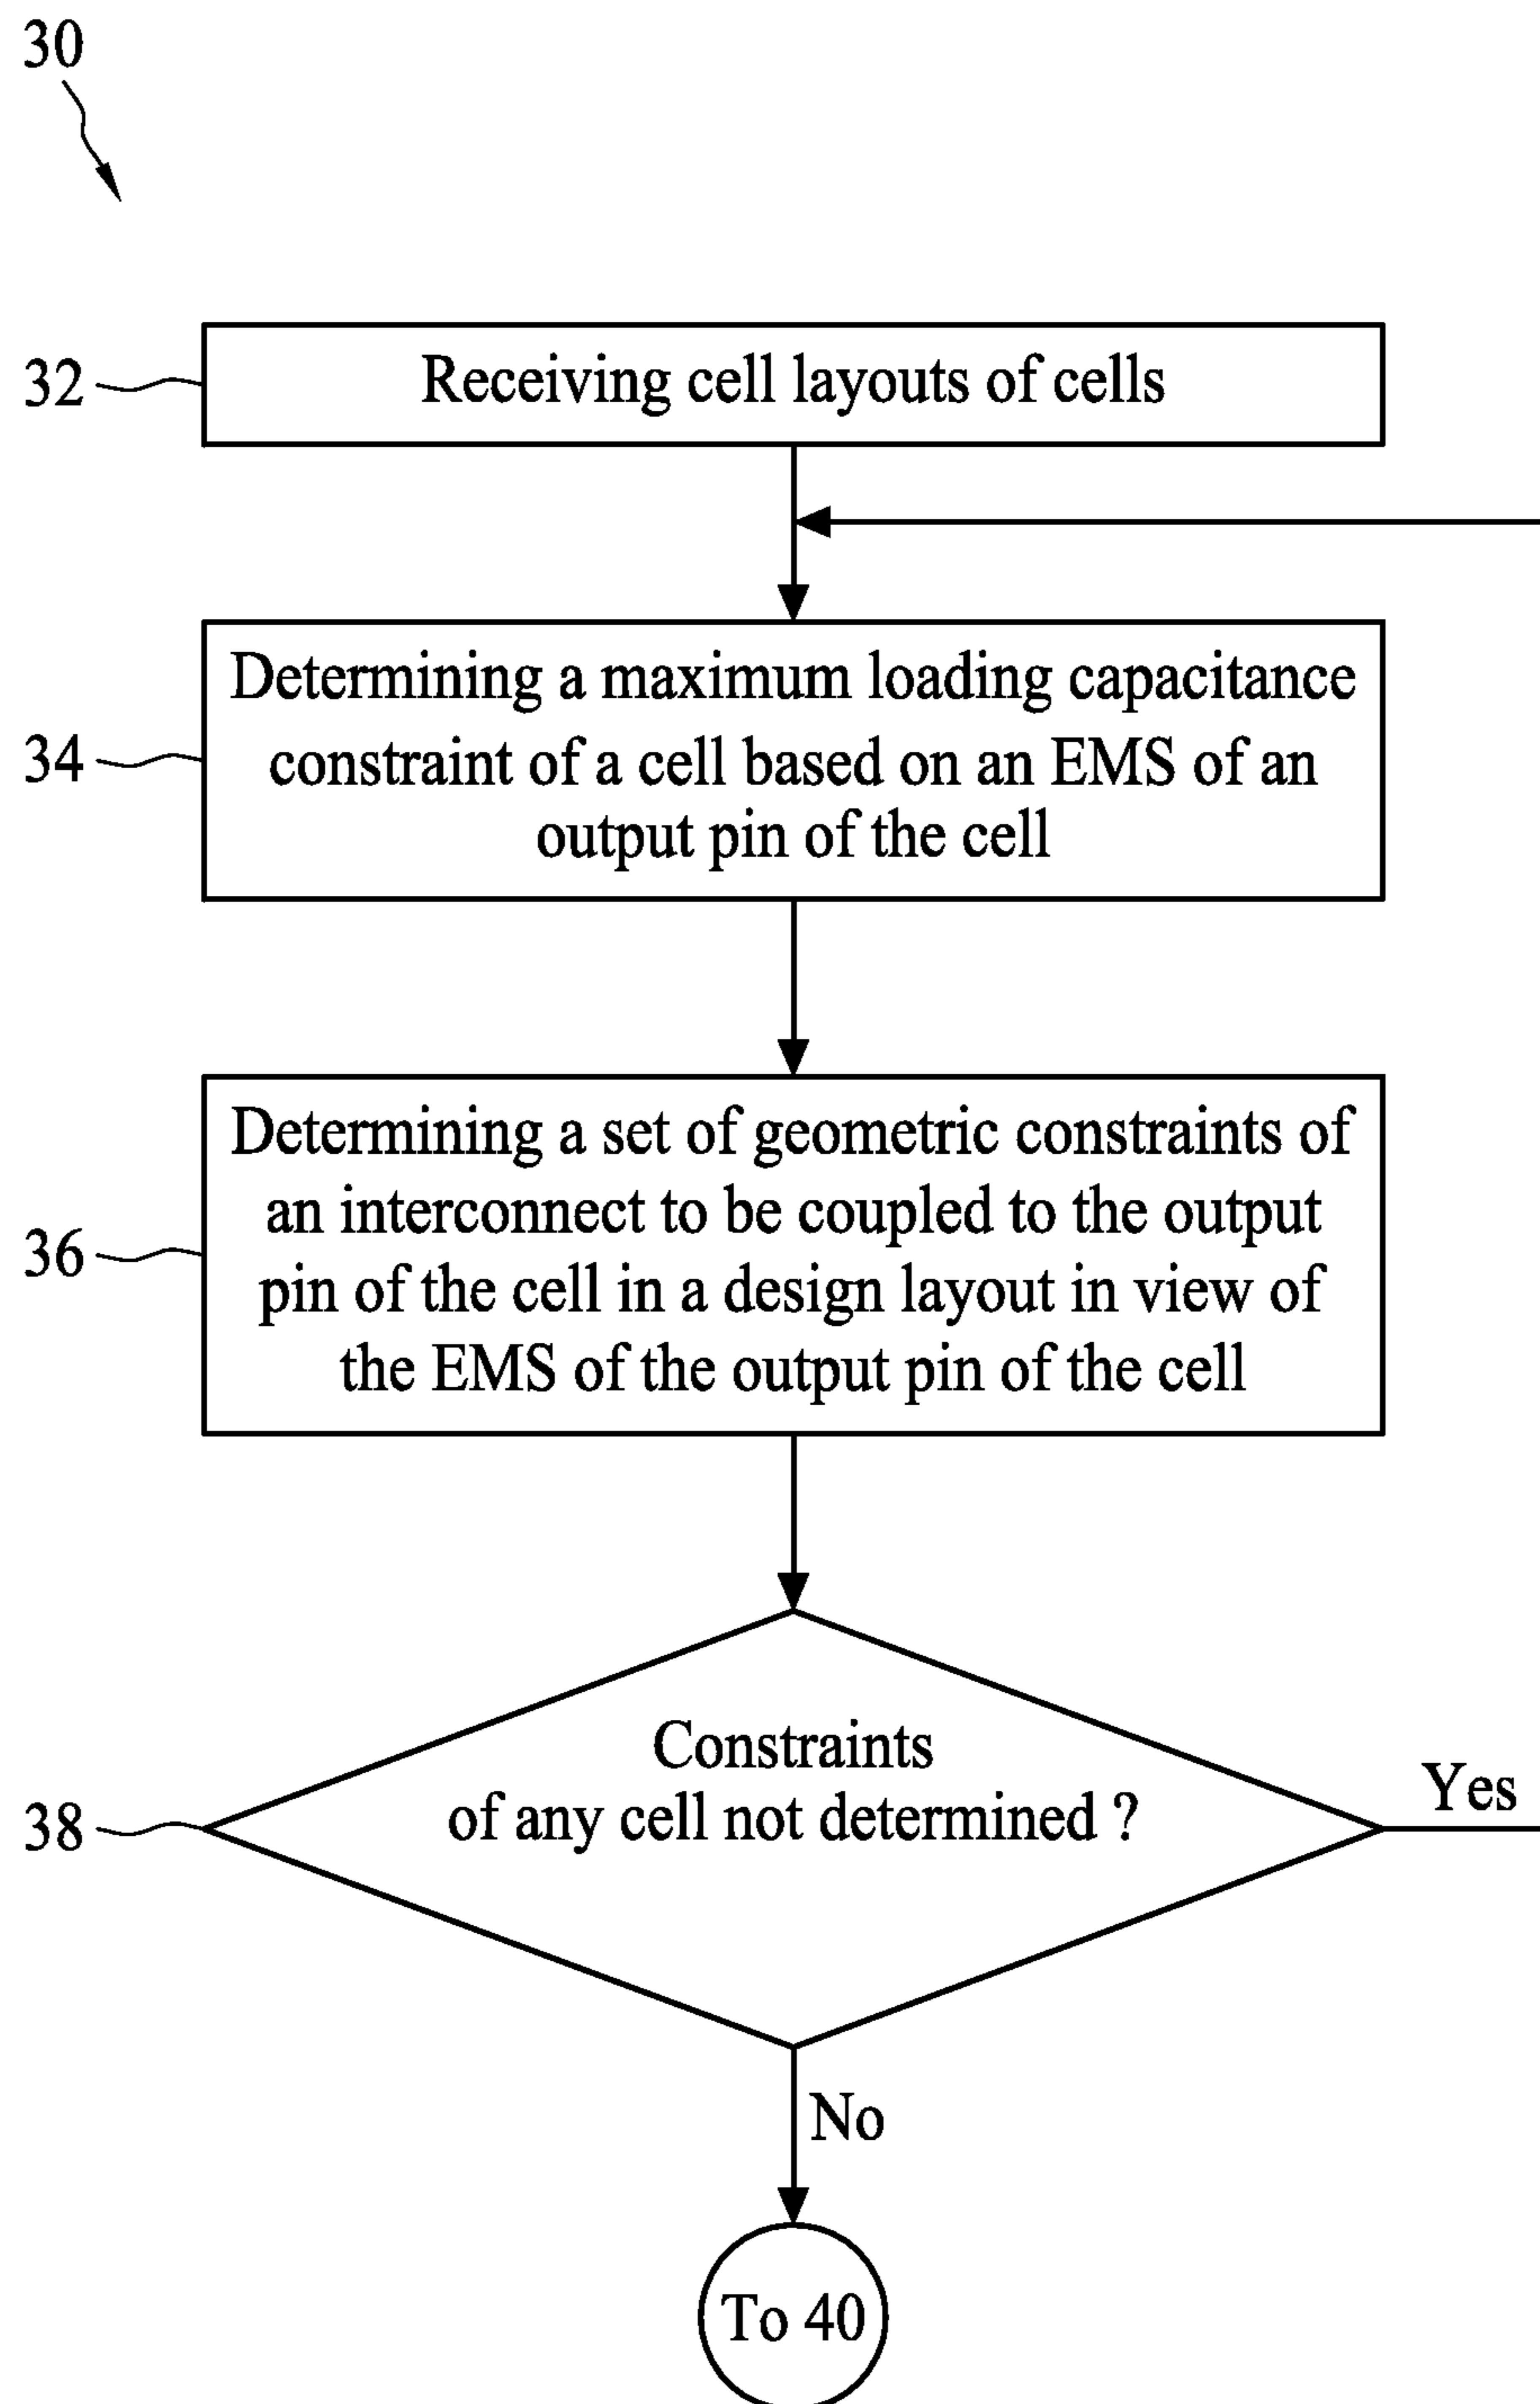 30
32
Receiving cell layouts of cells
34
Determining a maximum loading capacitance
constraint of a cell based on an EMS of an
output pin of the cell
36
Determining a set of geometric constraints of
an interconnect to be coupled to the output
pin of the cell in a design layout in view of
the EMS of the output pin of the cell
38
Constraints
of any cell not determined ?
Yes
No
To 40